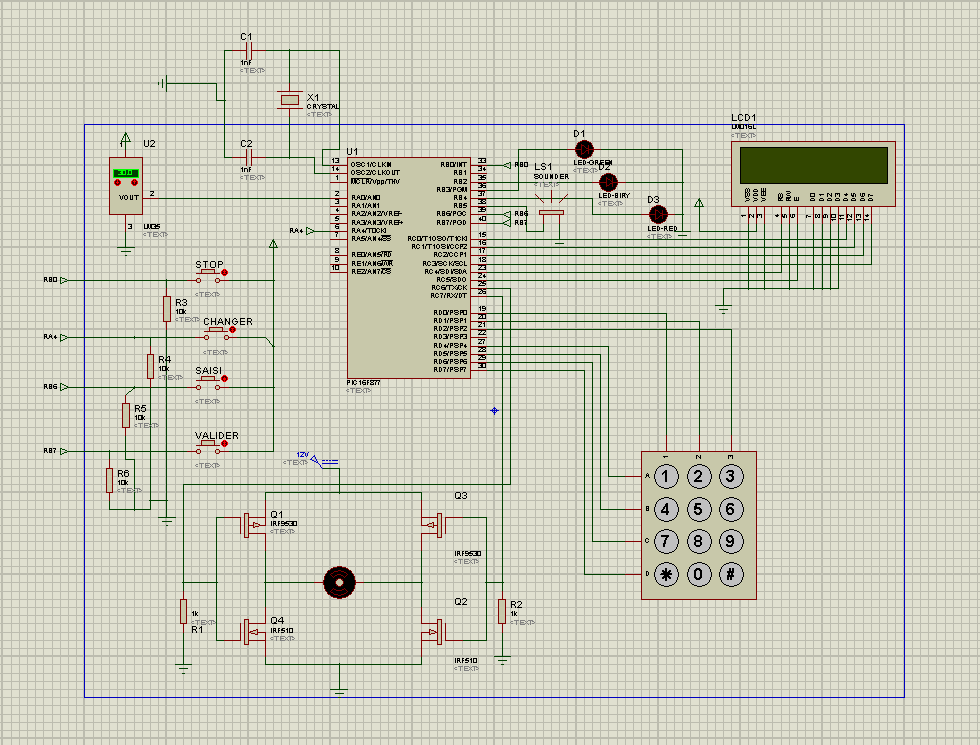 C1
1nF
<TEXT>
X1
CRYSTAL
<TEXT>
C2
1nF
<TEXT>
U2
30.0
VOUT
2
3
LM35
<TEXT>
U1
13
14
1
2
3
4
5
6
7
8
9
10
OSC1/CLKIN
OSC2/CLKOUT
MCLR/Vpp/THV
RA0/AN0
RA1/AN1
RA2/AN2/VREF-
RA3/AN3/VREF+
RA4/T0CKI
RA5/AN4/SS
RE0/AN5/RD
RE1/AN6/WR
RE2/AN7/CS
RB0/INT
RB1
RB2
RB3/PGM
RB4
RB5
RB6/PGC
RB7/PGD
RC0/T1OSO/T1CKI
RC1/T1OSI/CCP2
RC2/CCP1
RC3/SCK/SCL
RC4/SDI/SDA
RC5/SDO
RC6/TX/CK
RC7/RX/DT
RD0/PSP0
RD1/PSP1
RD2/PSP2
RD3/PSP3
RD4/PSP4
RD5/PSP5
RD6/PSP6
RD7/PSP7
33
34
35
36
37
38
39
40
15
16
17
18
23
24
25
26
19
20
21
22
27
28
29
30
PIC16F877
<TEXT>
RA4
RB0
RB6
RB7
D1
LED-GREEN
D2
LED-BIRY
<TEXT>
D3
LED-RED
<TEXT>
LS1
SOUNDER
<TEXT>
LCD1
LM016L
<TEXT>
VSS
VDD
VEE
RS
RW
E
D0
D1
D2
D3
D4
D5
D6
D7
1
2
3
4
5
6
7
8
9
10
11
12
13
14
RB0
STOP
<TEXT>
R3
10k
<TEXT>
RA4
CHANGER
<TEXT>
R4
10k
<TEXT>
RB6
SAISI
<TEXT>
R5
10k
<TEXT>
RB7
VALIDER
<TEXT>
R6
10k
<TEXT>
12V
<TEXT>
Q1
IRF9530
<TEXT>
Q3
IRF9530
<TEXT>
Q4
IRF510
<TEXT>
Q2
IRF510
<TEXT>
1k
R1
<TEXT>
R2
1k
<TEXT>
1 2 3
A 1 2 3
B 4 5 6
C 7 8 9
D * 0 #